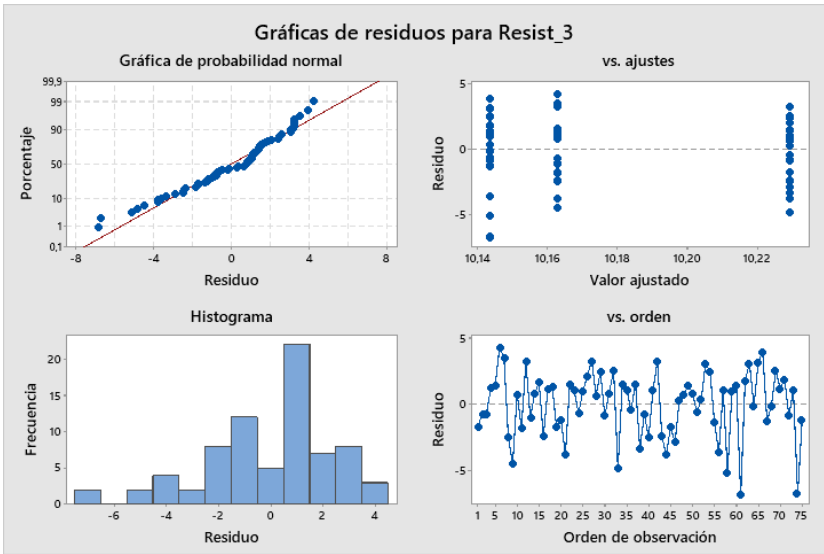 Gráficas de residuos para Resist_3
Gráfica de probabilidad normal
99,9
99
90
50
10
1
0,1
Porcentaje
-8 -4 0 4 8
Residuo
vs. ajustes
5
0
-5
Residuo
10,14 10,16 10,18 10,20 10,22
Valor ajustado
Histograma
20
15
10
5
0
Frecuencia
-6 -4 -2 0 2 4
Residuo
vs. orden
5
0
-5
Residuo
1 5 10 15 20 25 30 35 40 45 50 55 60 65 70 75
Orden de observación